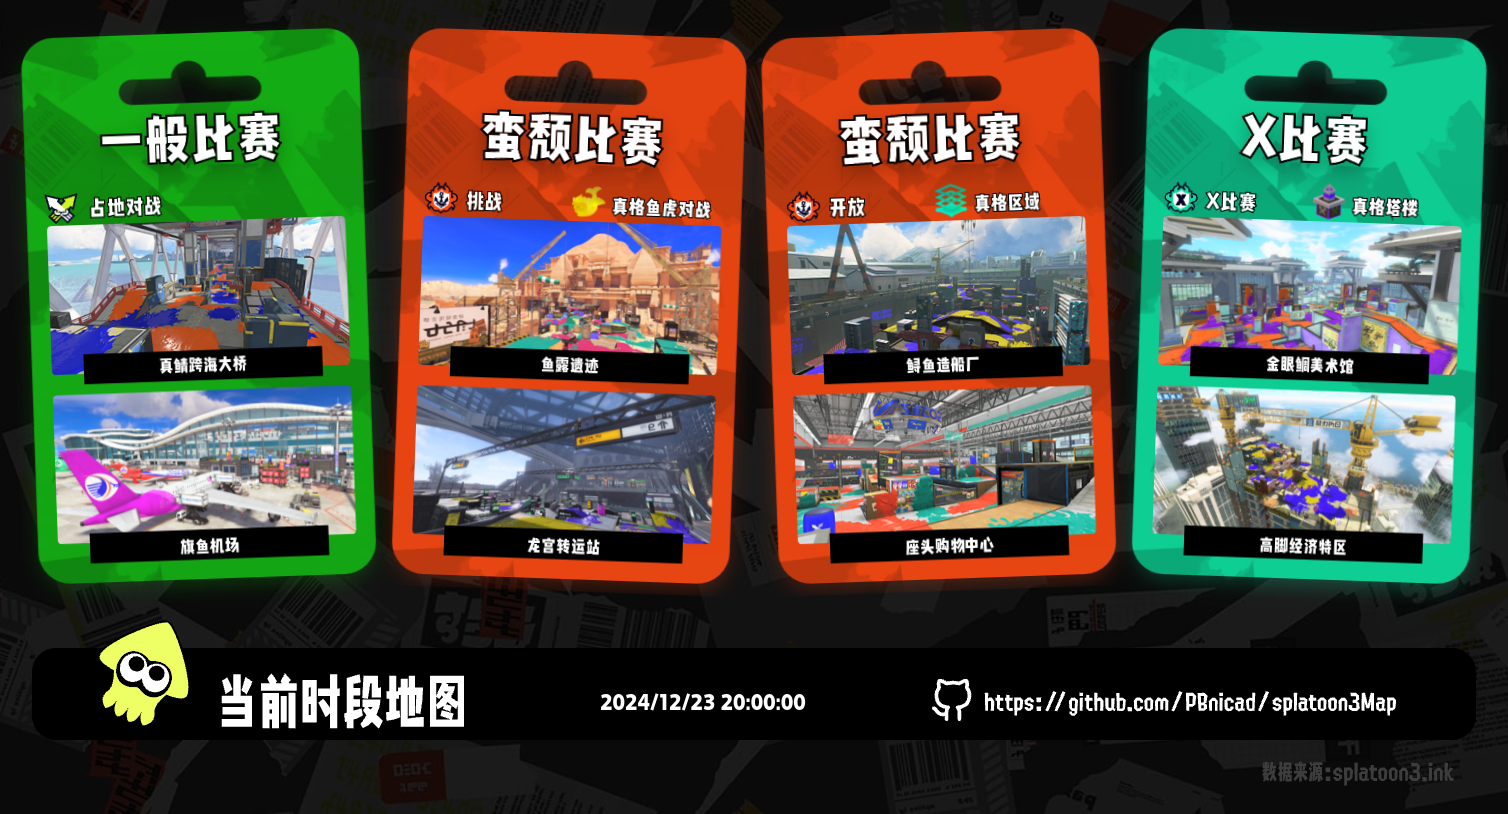 一般比赛
占地对战
真鲭跨海大桥
旗鱼机场
蛮颓比赛
挑战
真格鱼虎对战
鱼露遗迹
龙宫转运站
蛮颓比赛
开放
真格区域
鲟鱼造船厂
座头购物中心
X比赛
X比赛
真格塔楼
金眼鲷美术馆
高脚经济特区
当前时段地图
2024/12/23 20:00:00
https://github.com/PBnicad/splatoon3Map
数据来源:splatoon3.ink